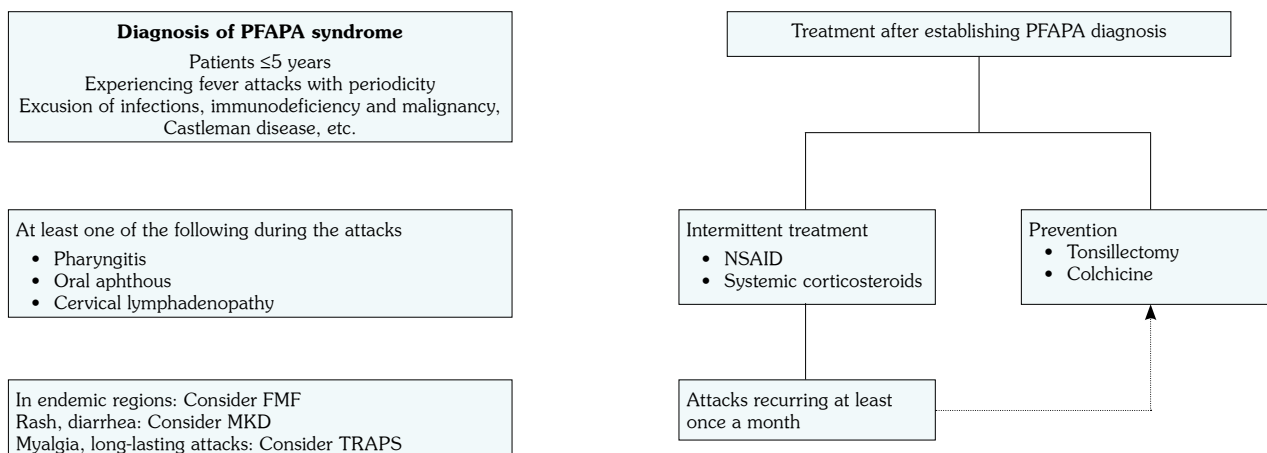 Diagnosis of PFAPA syndrome
Patients ≤5 years
Experiencing fever attacks with periodicity
Excusion of infections, immunodeficiency and malignancy,
Castleman disease, etc.
At least one of the following during the attacks
• Pharyngitis
• Oral aphthous
• Cervical lymphadenopathy
In endemic regions: Consider FMF
Rash, diarrhea: Consider MKD
Myalgia, long-lasting attacks: Consider TRAPS
Treatment after establishing PFAPA diagnosis
Intermittent treatment
• NSAID
• Systemic corticosteroids
Prevention
• Tonsillectomy
• Colchicine
Attacks recurring at least
once a month